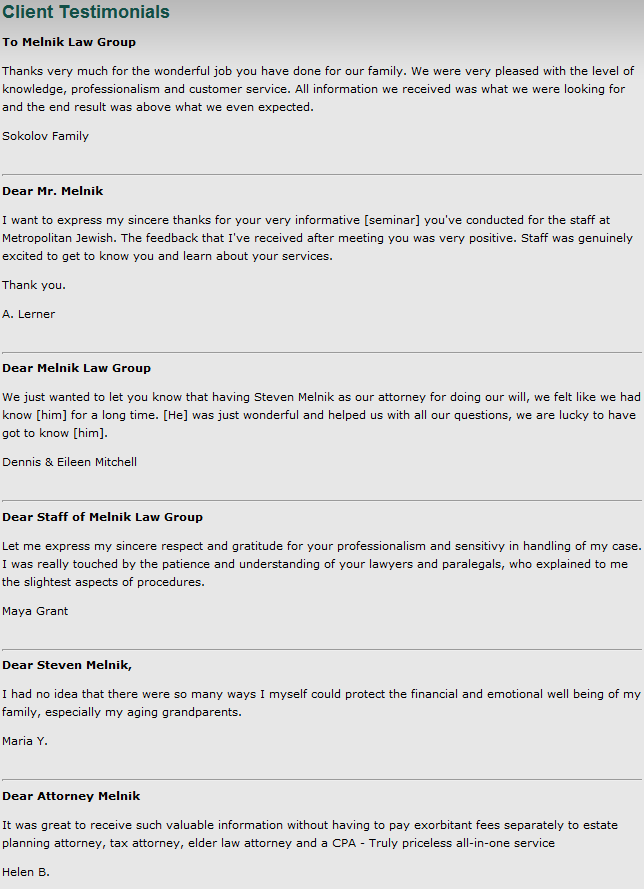 Client Testimonials
To Melnik Law Group
Thanks very much for the wonderful job you have done for our family. We were very pleased with the level of
knowledge, professionalism and customer service. All information we received was what we were looking for
and the end result was above what we even expected.
Sokolov Family
Dear Mr. Melnik
I want to express my sincere thanks for your very informative [seminar] you've conducted for the staff at
Metropolitan Jewish. The feedback that I've received after meeting you was very positive. Staff was genuinely
excited to get to know you and learn about your services.
Thank you.
A. Lerner
Dear Melnik Law Group
We just wanted to let you know that having Steven Melnik as our attorney for doing our will, we felt like we had
know [him] for a long time. [He] was just wonderful and helped us with all our questions, we are lucky to have
got to know [him].
Dennis & Eileen Mitchell
Dear Staff of Melnik Law Group
Let me express my sincere respect and gratitude for your professionalism and sensitivy in handling of my case.
I was really touched by the patience and understanding of your lawyers and paralegals, who explained to me
the slightest aspects of procedures.
Maya Grant
Dear Steven Melnik,
I had no idea that there were so many ways I myself could protect the financial and emotional well being of my
family, especially my aging grandparents.
Maria Y.
Dear Attorney Melnik
It was great to receive such valuable information without having to pay exorbitant fees separately to estate
planning attorney, tax attorney, elder law attorney and a CPA - Truly priceless all-in-one service
Helen B.